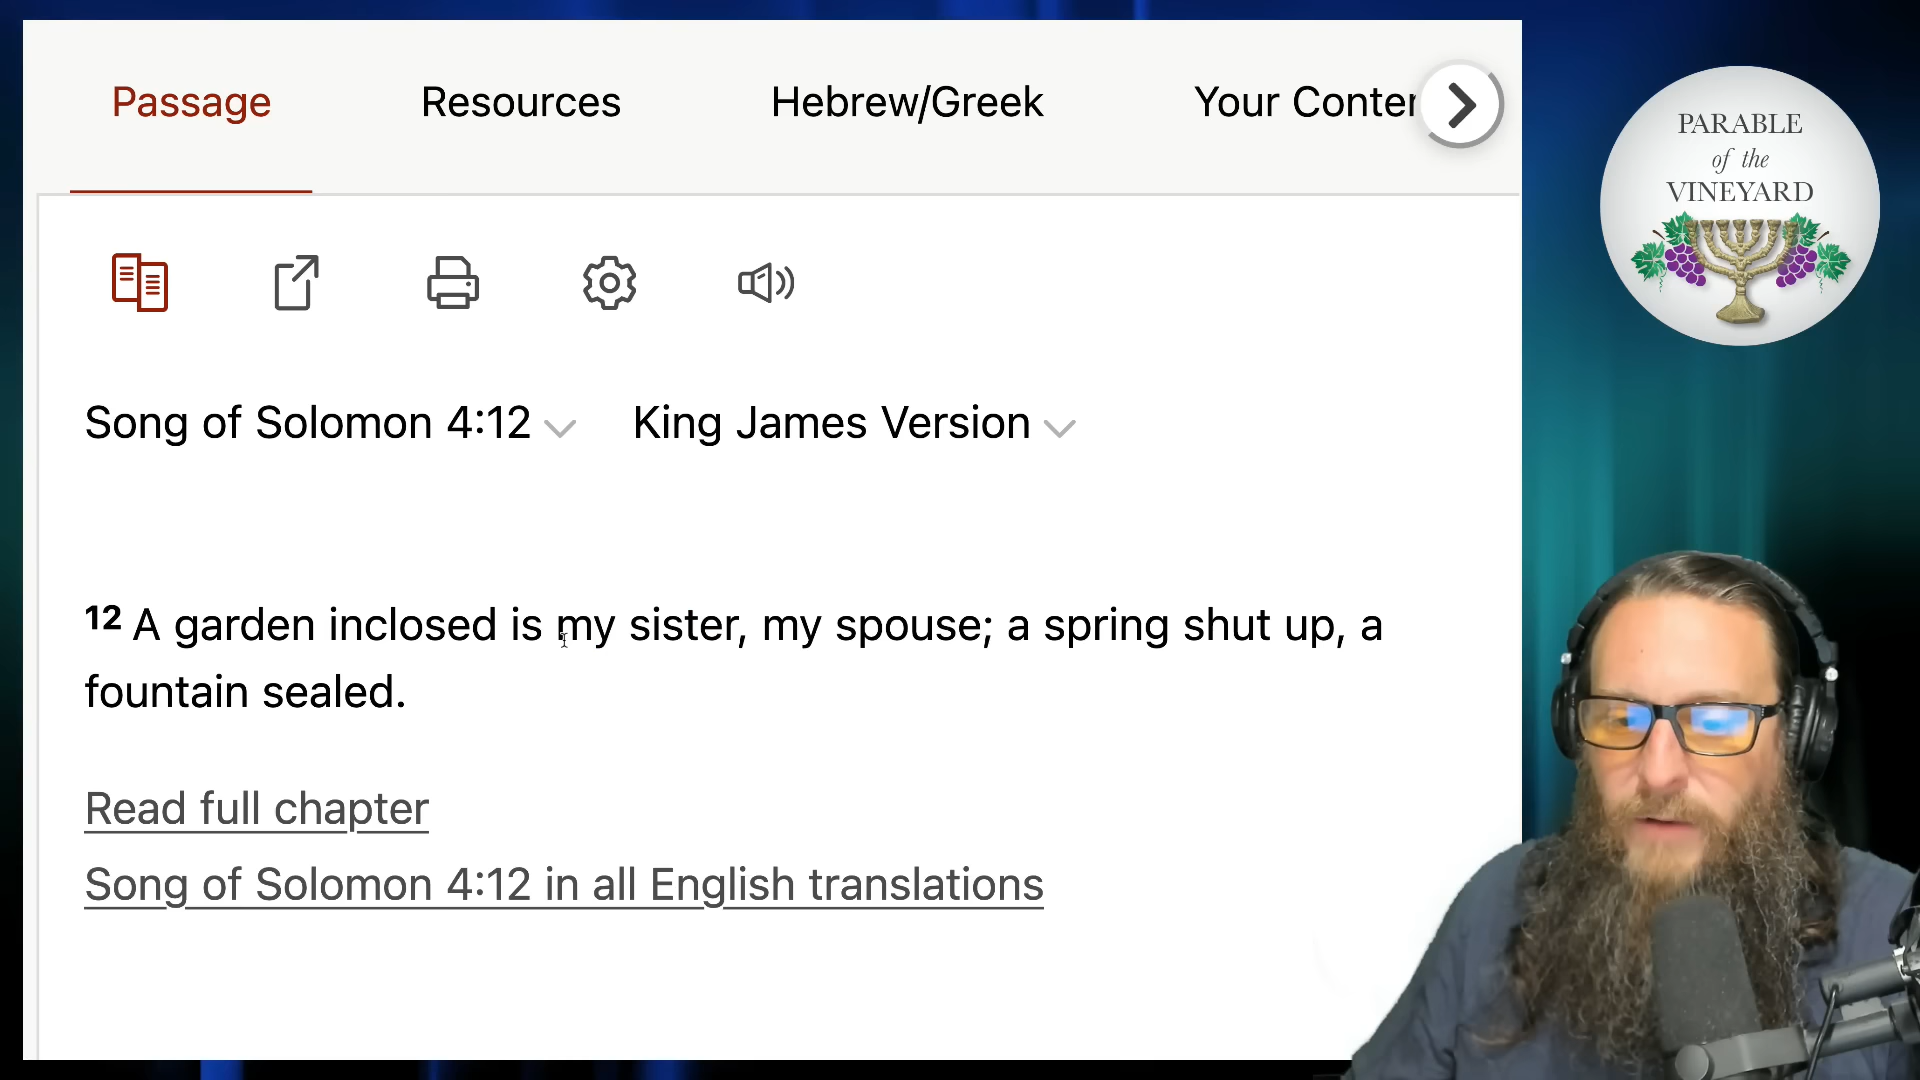 Passage Resources Hebrew/Greek Your Conter
PARABLE
of the
VINEYARD
Song of Solomon 4:12 King James Version
12 A garden inclosed is my sister, my spouse; a spring shut up, a
fountain sealed.
Read full chapter
Song of Solomon 4:12 in all English translations